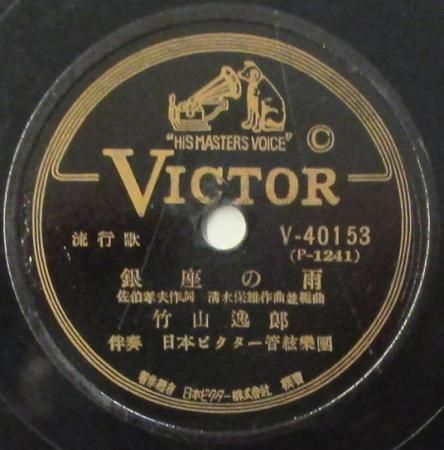 "HIS MASTER'S VOICE" Ⓒ
VICTOR
流行歌
V-40153
(P-1241)
銀座の雨
佐伯孝夫作詞 清水保雄作曲並編曲
竹山逸郎
伴奏 日本ビクター管絃樂團
日本ビクター株式會社